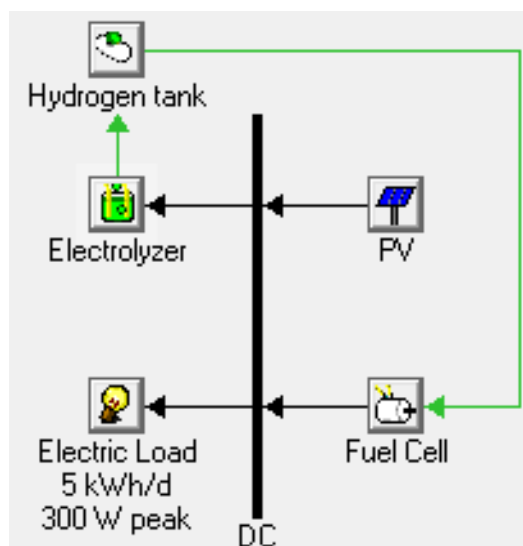 Hydrogen tank
Electrolyzer
PV
Electric Load
5 kWh/d
300 W peak
Fuel Cell
DC